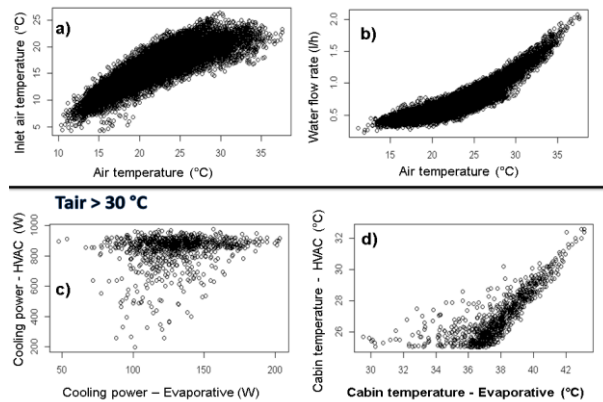 a)
Inlet air temperature (°C)
25
20
15
10
5
10 15 20 25 30 35
Air temperature (°C)
b)
Water flow rate (l/h)
2.0
1.5
1.0
0.5
15 20 25 30 35
Air temperature (°C)
Tair > 30 °C
c)
Cooling power - HVAC (W)
1000
800
600
400
200
50 100 150 200
Cooling power – Evaporative (W)
d)
Cabin temperature - HVAC (°C)
32
30
28
26
30 32 34 36 38 40 42
Cabin temperature - Evaporative (°C)